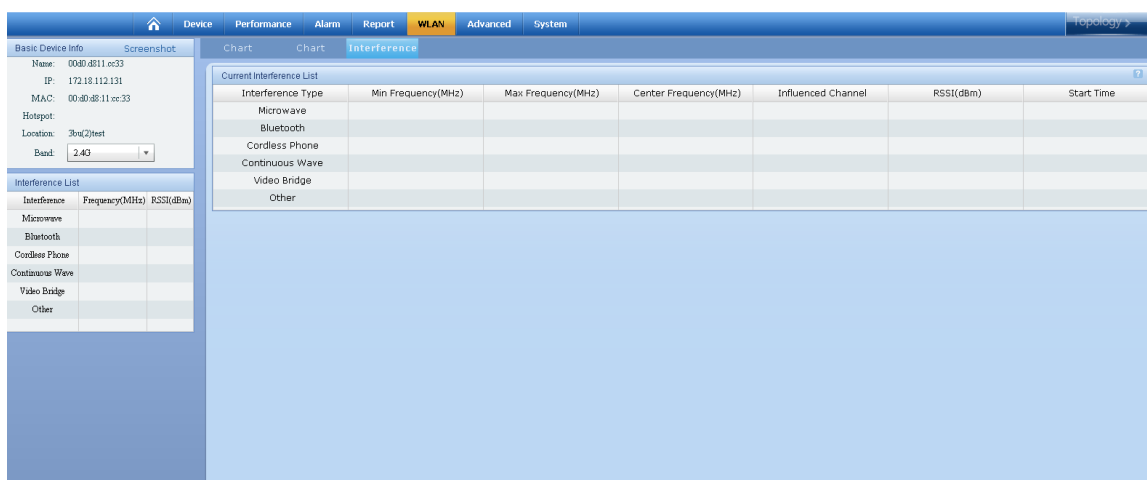 Device Performance Alarm Report WLAN Advanced System Topology >
Basic Device Info Screenshot
Name: 00d0.d811.cc33
IP: 172.18.112.131
MAC: 00:d0:d8:11:cc:33
Hotspot:
Location: 3bu(2)test
Band: 2.4G
Interference List
Interference Frequency(MHz) RSSI(dBm)
Microwave
Bluetooth
Cordless Phone
Continuous Wave
Video Bridge
Other
Chart Chart Interference
Current Interference List ?
Interference Type Min Frequency(MHz) Max Frequency(MHz) Center Frequency(MHz) Influenced Channel RSSI(dBm) Start Time
Microwave
Bluetooth
Cordless Phone
Continuous Wave
Video Bridge
Other